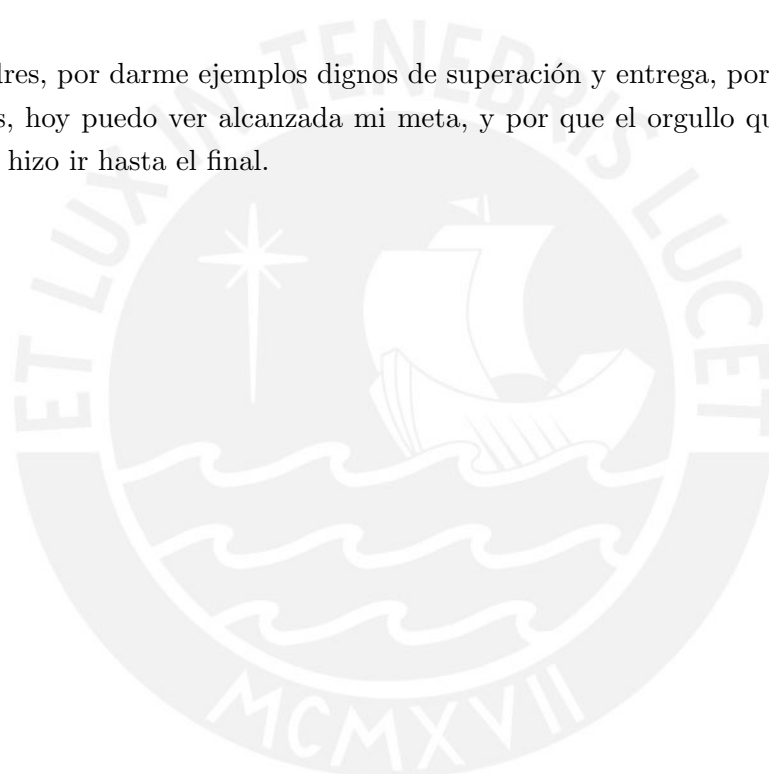 dres, por darme ejemplos dignos de superación y entrega, por
s, hoy puedo ver alcanzada mi meta, y por que el orgullo qu
hizo ir hasta el final.
ET LUX IN TENEBRIS LUCET
MCMXVII